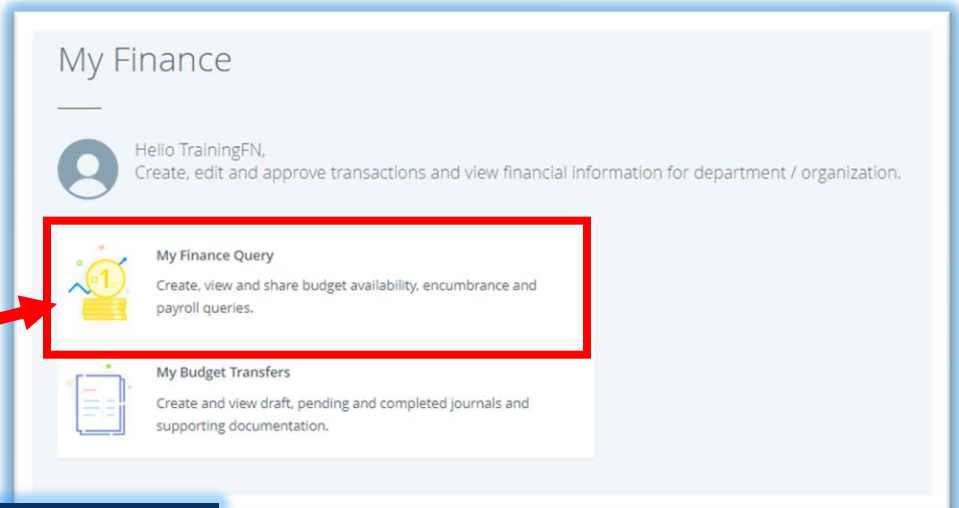 My Finance
Hello TrainingFN,
Create, edit and approve transactions and view financial information for department / organization.
1
My Finance Query
Create, view and share budget availability, encumbrance and
payroll queries.
My Budget Transfers
Create and view draft, pending and completed journals and
supporting documentation.